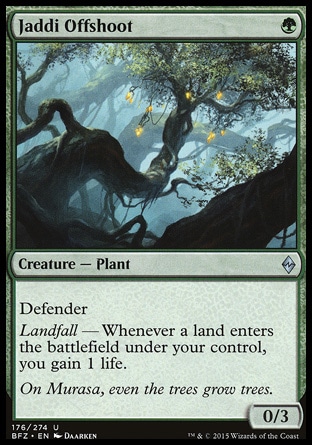 Jaddi Offshoot
Creature — Plant
Defender
Landfall — Whenever a land enters
the battlefield under your control,
you gain 1 life.
On Murasa, even the trees grow trees.
0/3
176/274 U
BFZ • EN DAARKEN
™ & © 2015 Wizards of the Coast